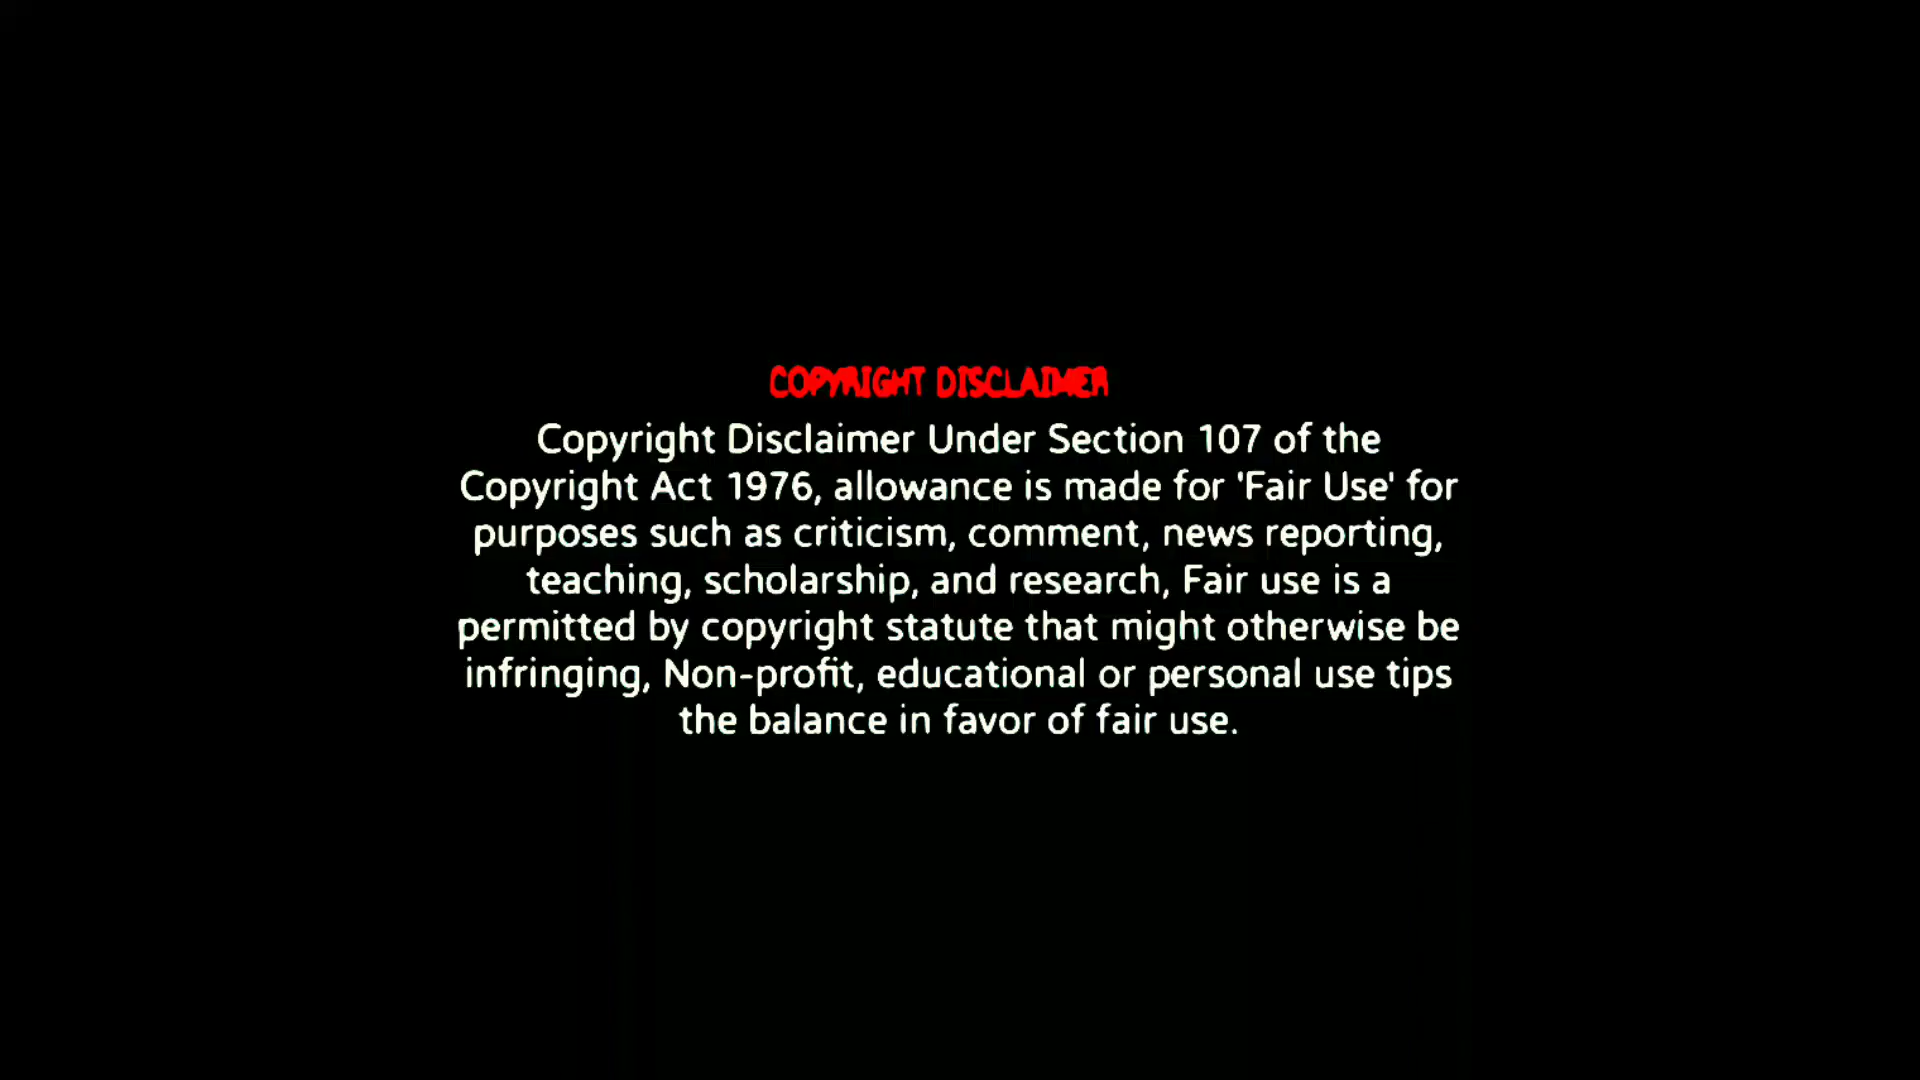 COPYRIGHT DISCLAIMER
Copyright Disclaimer Under Section 107 of the
Copyright Act 1976, allowance is made for 'Fair Use' for
purposes such as criticism, comment, news reporting,
teaching, scholarship, and research, Fair use is a
permitted by copyright statute that might otherwise be
infringing, Non-profit, educational or personal use tips
the balance in favor of fair use.